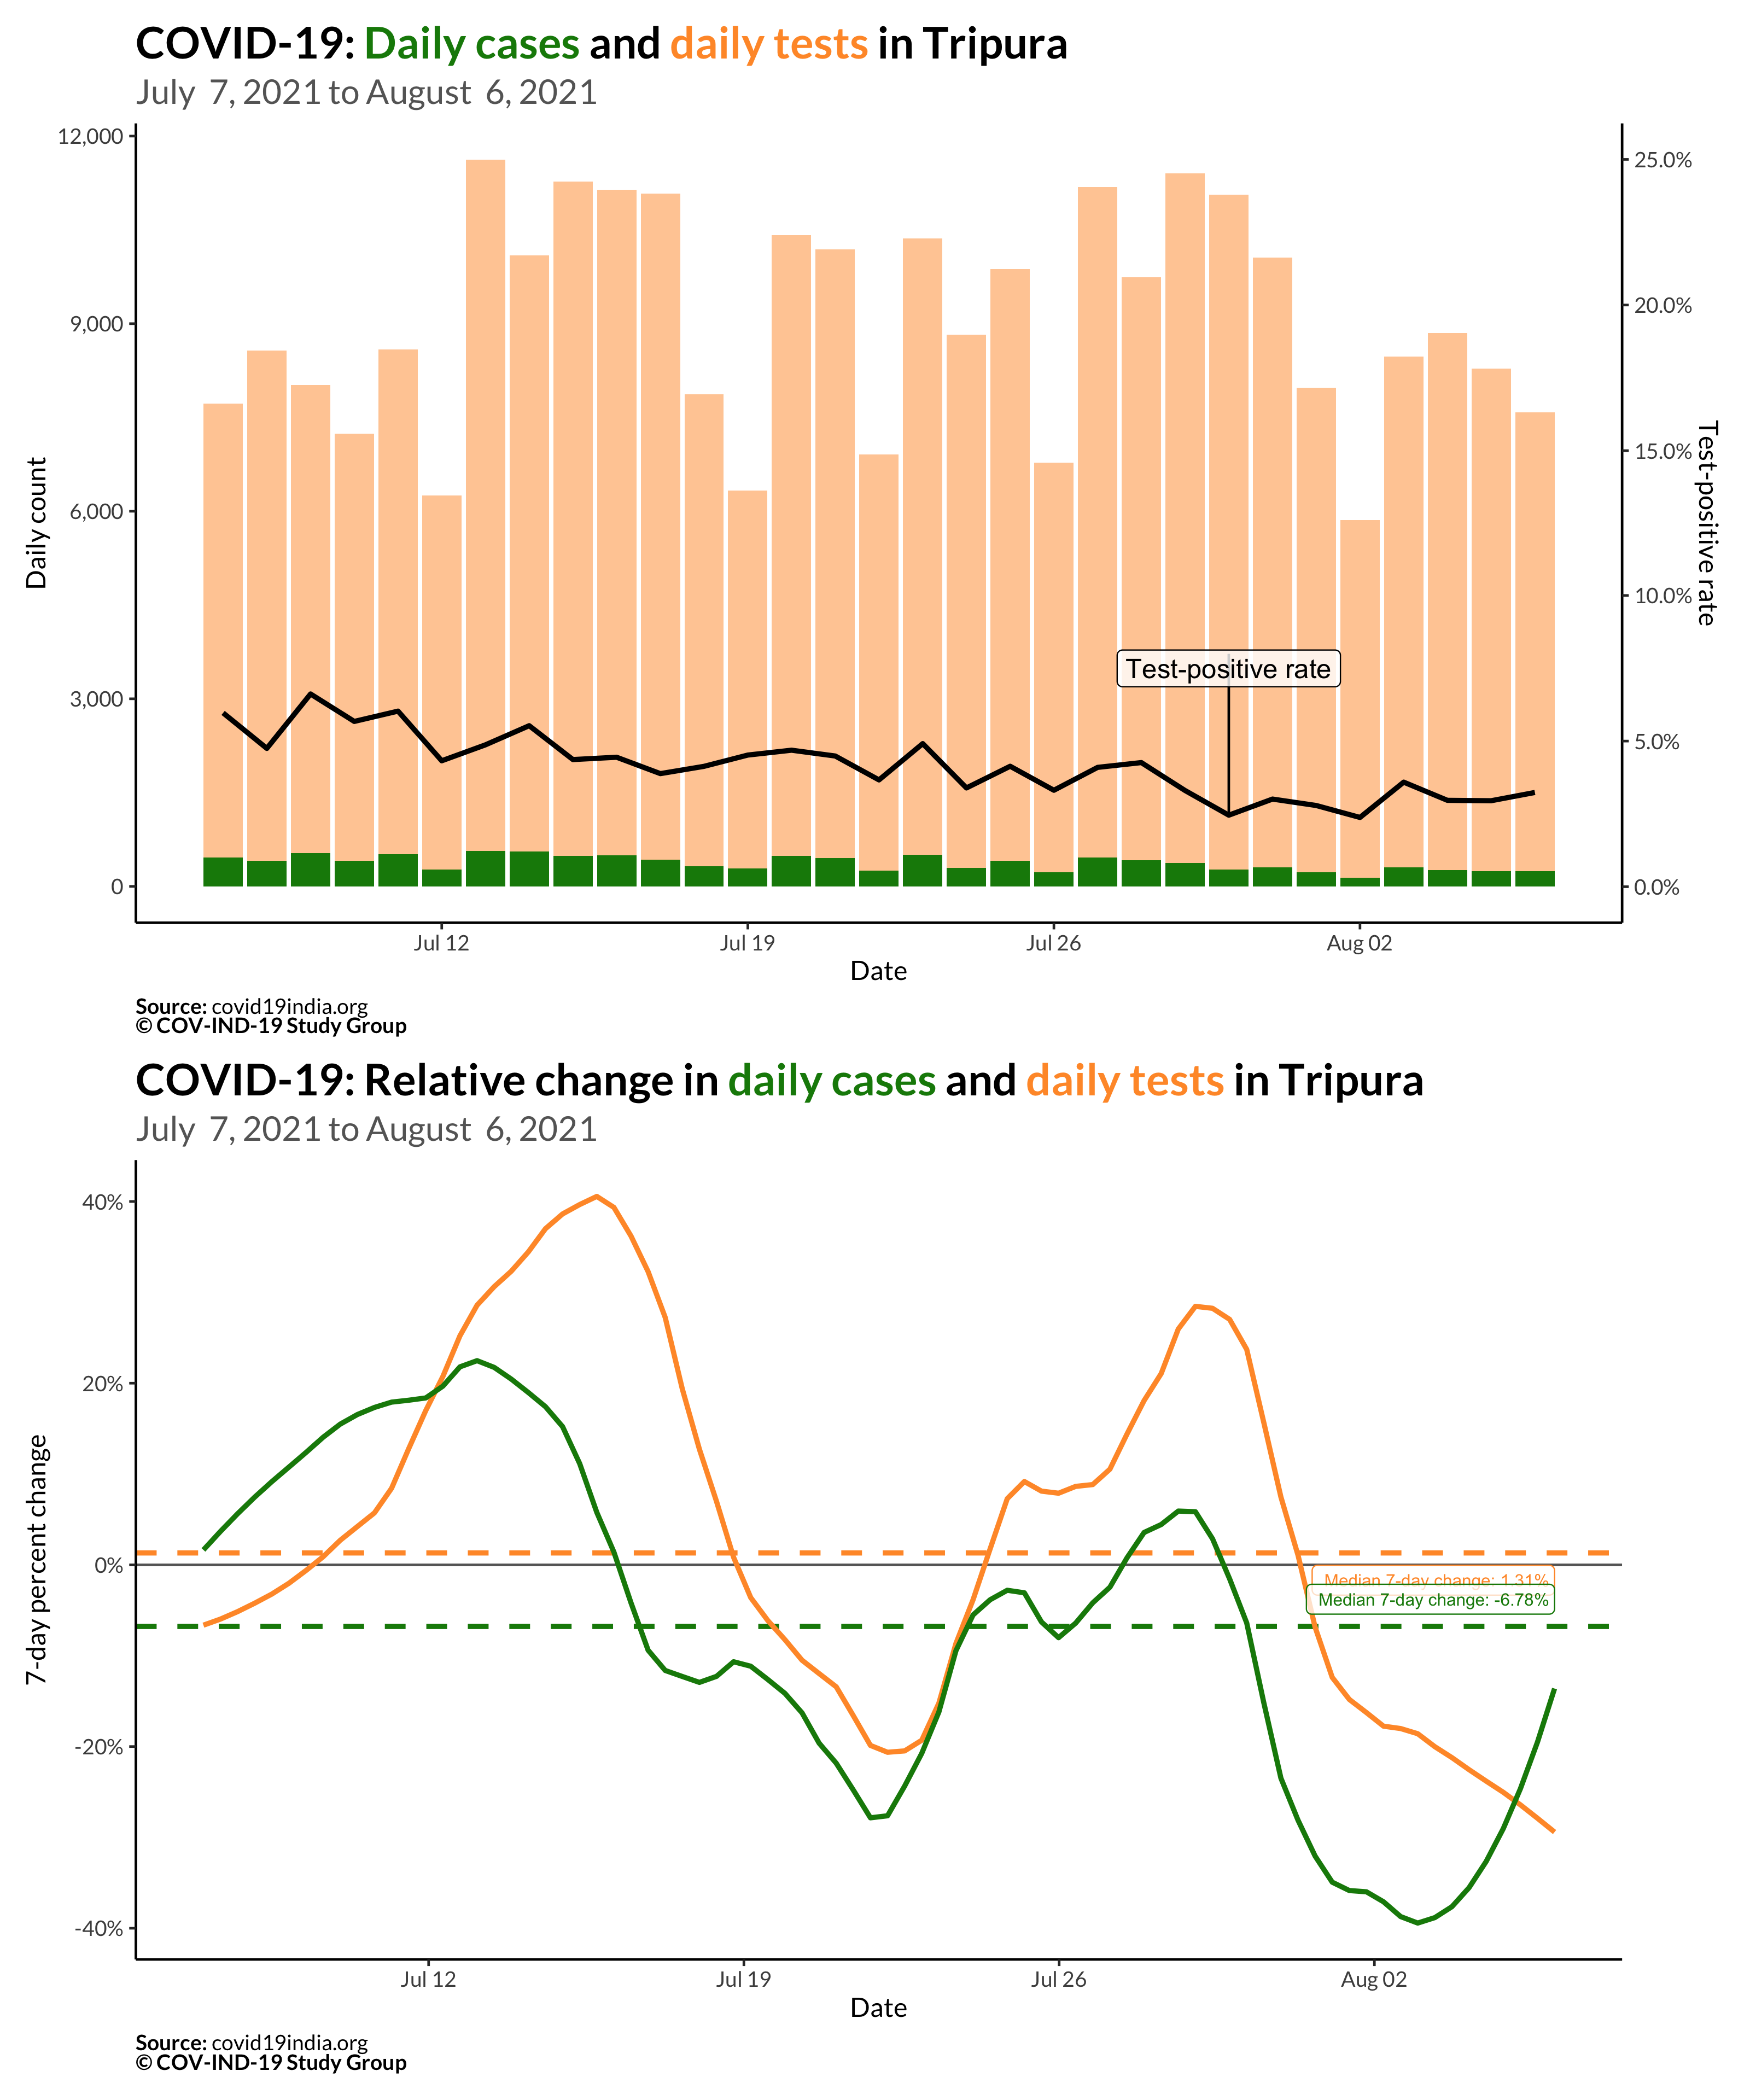 COVID-19: Daily cases and daily tests in Tripura
July 7, 2021 to August 6, 2021
12,000
9,000
6,000
3,000
0
Daily count
25.0%
20.0%
15.0%
10.0%
5.0%
0.0%
Test-positive rate
Test-positive rate
Jul 12
Jul 19
Jul 26
Aug 02
Date
Source: covid19india.org
© COV-IND-19 Study Group
COVID-19: Relative change in daily cases and daily tests in Tripura
July 7, 2021 to August 6, 2021
40%
20%
0%
-20%
-40%
7-day percent change
Median 7-day change: 1.31%
Median 7-day change: -6.78%
Jul 12
Jul 19
Jul 26
Aug 02
Date
Source: covid19india.org
© COV-IND-19 Study Group